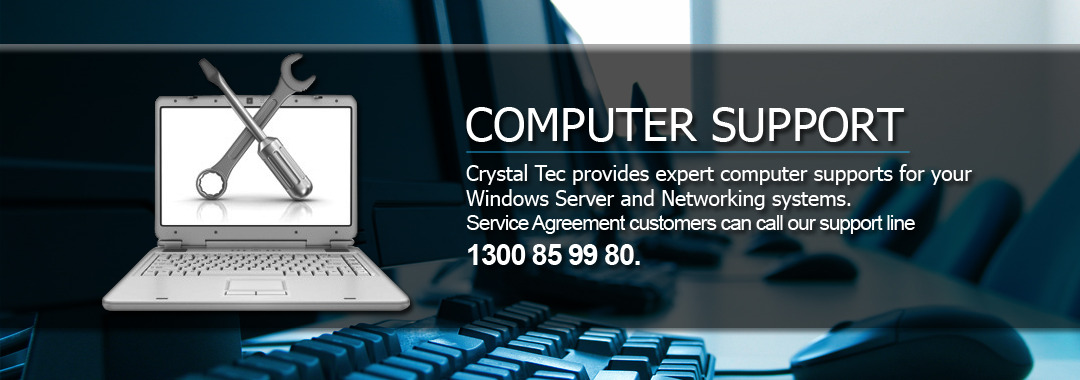 COMPUTER SUPPORT
Crystal Tec provides expert computer supports for your
Windows Server and Networking systems.
Service Agreement customers can call our support line
1300 85 99 80.